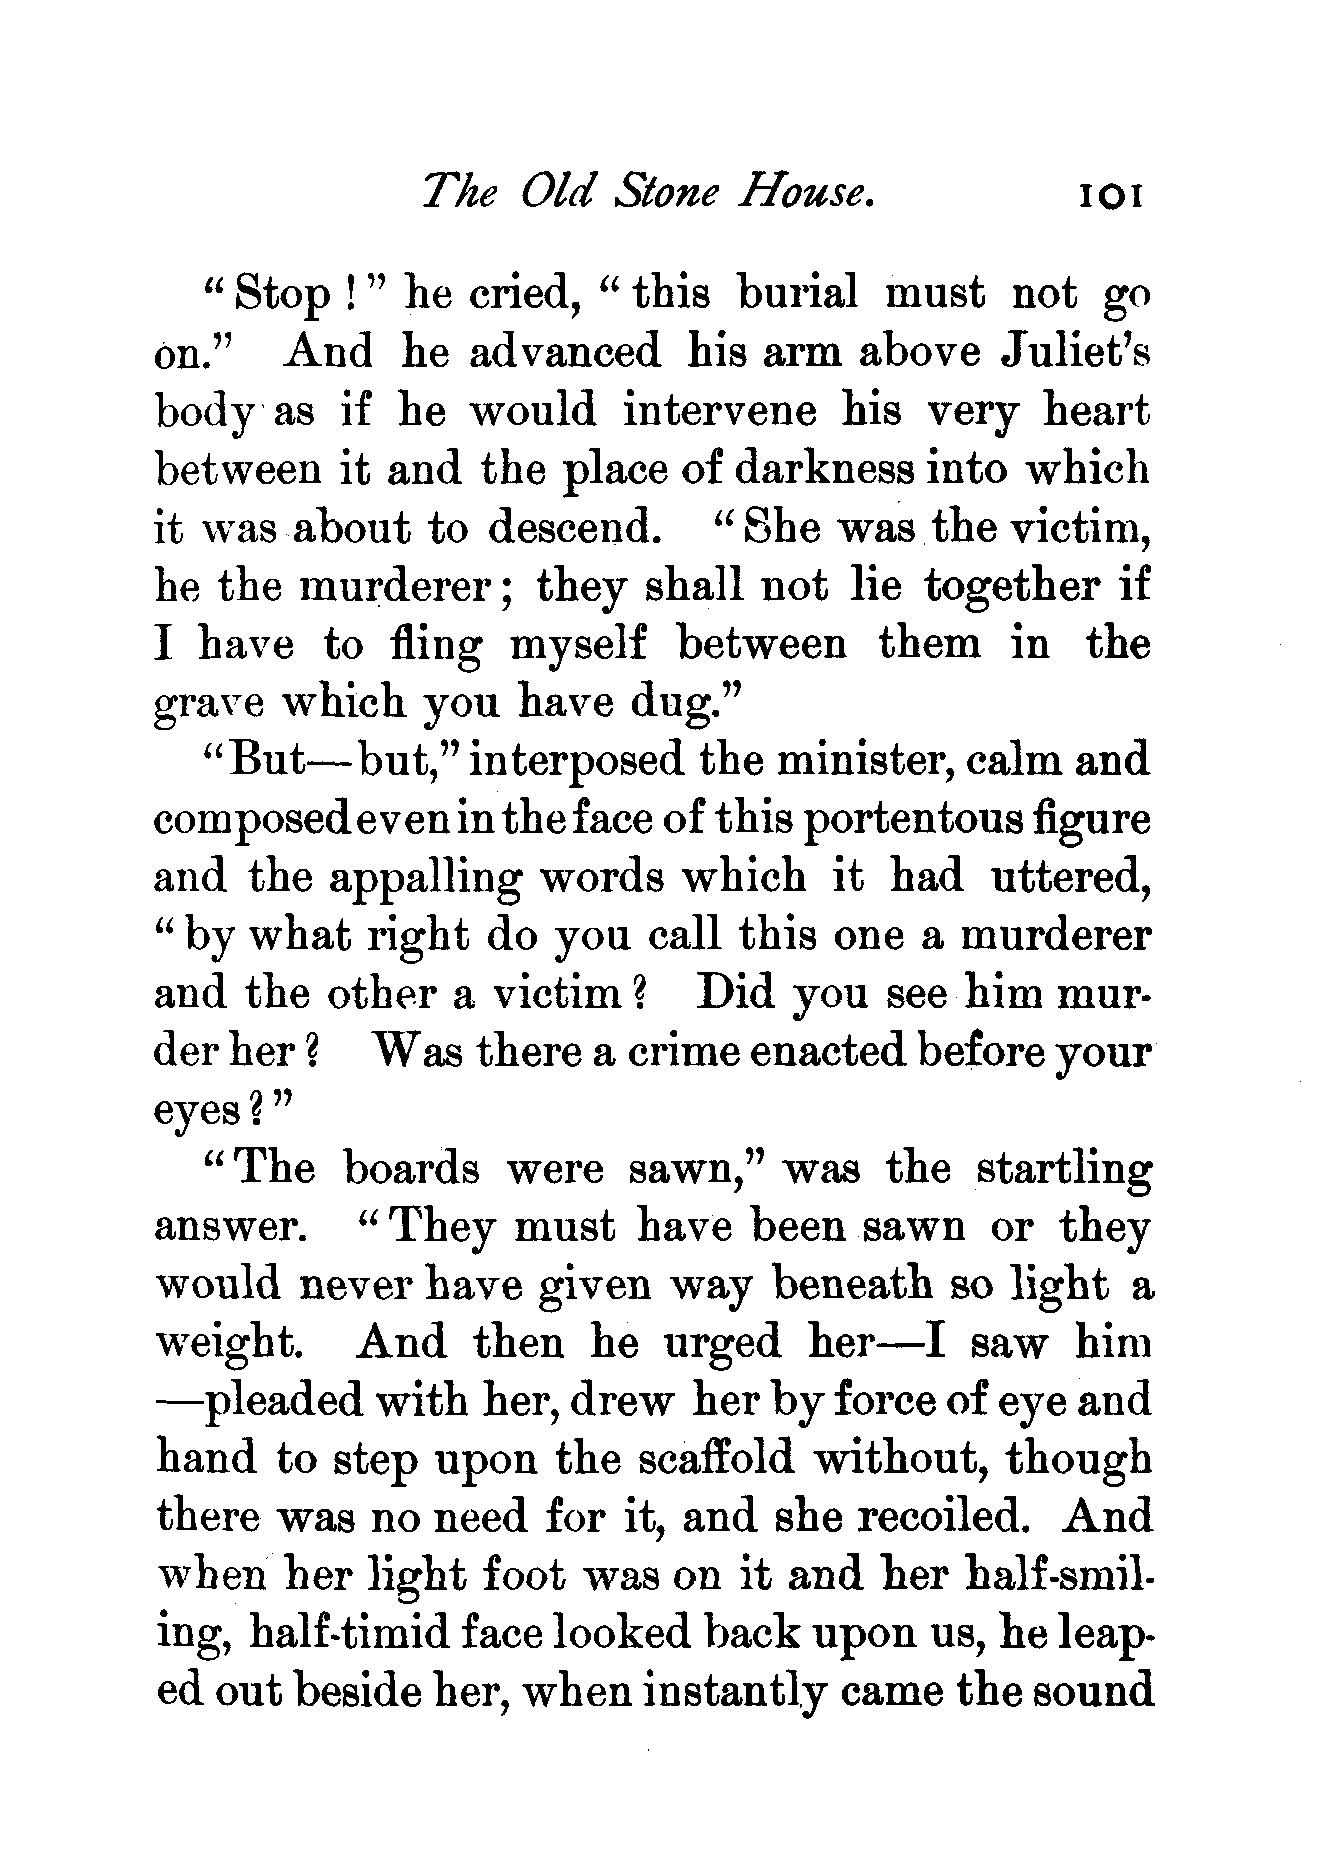 The Old Stone House. 101
“Stop!” he cried, “this burial must not go
on.” And he advanced his arm above Juliet’s
body as if he would intervene his very heart
between it and the place of darkness into which
it was about to descend. “She was the victim,
he the murderer; they shall not lie together if
I have to fling myself between them in the
grave which you have dug.”
“But—but,” interposed the minister, calm and
composed even in the face of this portentous figure
and the appalling words which it had uttered,
“by what right do you call this one a murderer
and the other a victim? Did you see him mur-
der her? Was there a crime enacted before your
eyes?”
“The boards were sawn,” was the startling
answer. “They must have been sawn or they
would never have given way beneath so light a
weight. And then he urged her—I saw him
—pleaded with her, drew her by force of eye and
hand to step upon the scaffold without, though
there was no need for it, and she recoiled. And
when her light foot was on it and her half-smil-
ing, half-timid face looked back upon us, he leap-
ed out beside her, when instantly came the sound